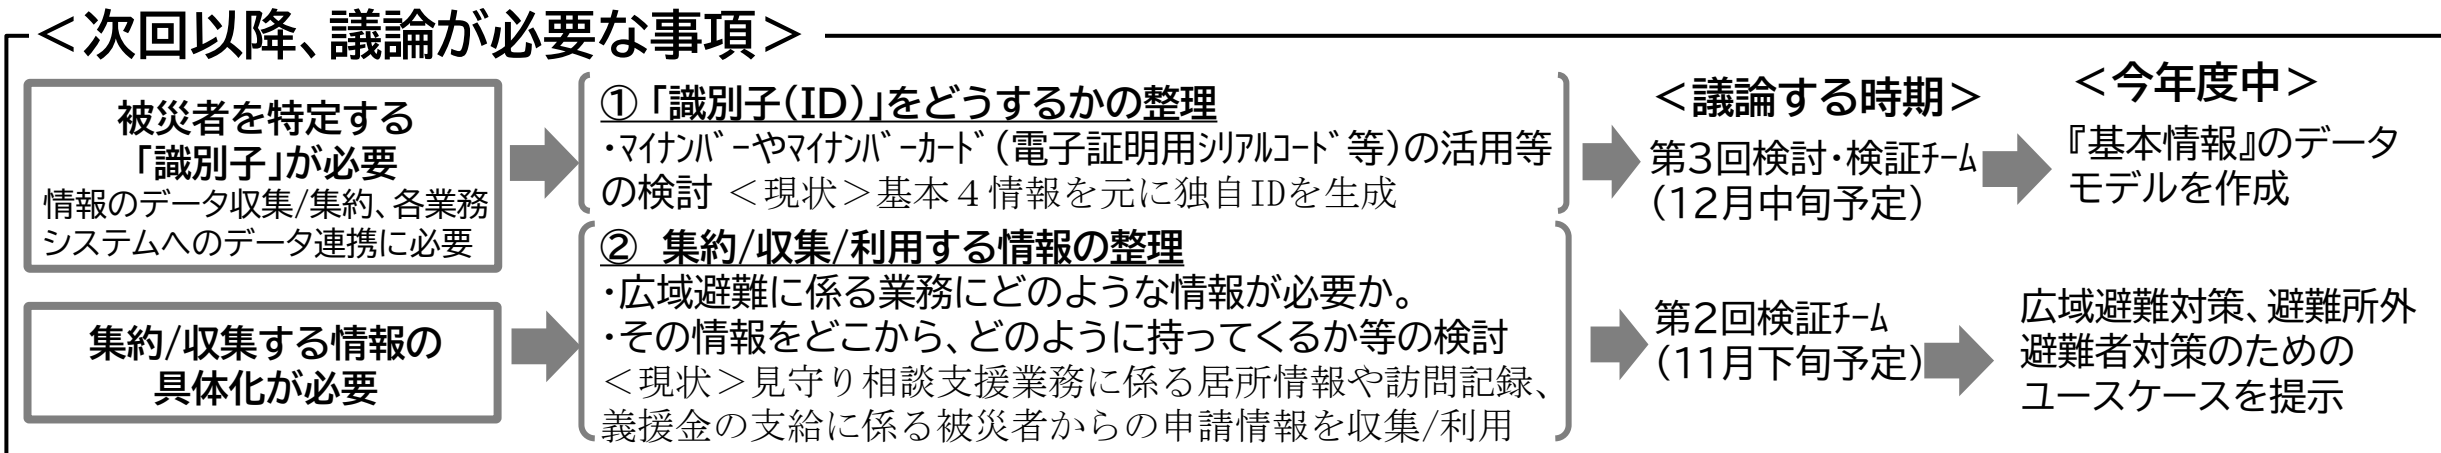 ＜次回以降、議論が必要な事項＞
被災者を特定する
「識別子」が必要
情報のデータ収集/集約、各業務
システムへのデータ連携に必要
①「識別子（ID）」をどうするかの整理
・ﾏｲﾅﾝﾊﾞｰやﾏｲﾅﾝﾊﾞｰｶｰﾄﾞ（電子証明用ｼﾘｱﾙｺｰﾄﾞ等）の活用等
の検討 ＜現状＞基本４情報を元に独自IDを生成
＜議論する時期＞
第3回検討・検証ﾁｰﾑ
（12月中旬予定）
＜今年度中＞
『基本情報』のデータ
モデルを作成
集約/収集する情報の
具体化が必要
② 集約/収集/利用する情報の整理
・広域避難に係る業務にどのような情報が必要か。
・その情報をどこから、どのように持ってくるか等の検討
＜現状＞見守り相談支援業務に係る居所情報や訪問記録、
義援金の支給に係る被災者からの申請情報を収集/利用
第2回検証ﾁｰﾑ
（11月下旬予定）
広域避難対策、避難所外
避難者対策のための
ユースケースを提示